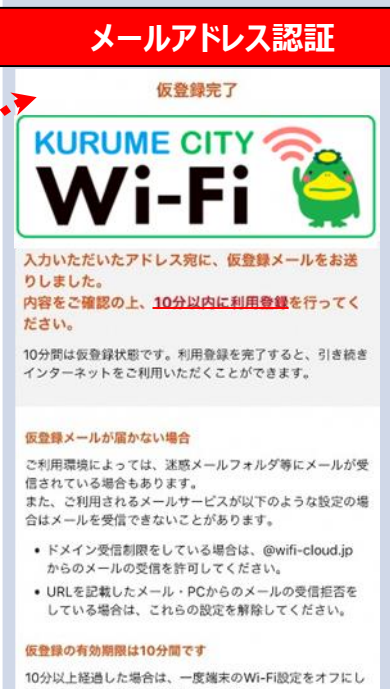 メールアドレス認証
仮登録完了
KURUME CITY
Wi-Fi
入力いただいたアドレス宛に、仮登録メールをお送
りしました。
内容をご確認の上、10分以内に利用登録を行ってく
ださい。
10分間は仮登録状態です。利用登録を完了すると、引き続き
インターネットをご利用いただくことができます。
仮登録メールが届かない場合
ご利用環境によっては、迷惑メールフォルダ等にメールが受
信されている場合もあります。
また、ご利用されるメールサービスが以下のような設定の場
合はメールを受信できないことがあります。
• ドメイン受信制限をしている場合は、@wifi-cloud.jp
からのメールの受信を許可してください。
• URLを記載したメール・PCからのメールの受信拒否を
している場合は、これらの設定を解除してください。
仮登録の有効期限は10分間です
10分以上経過した場合は、一度端末のWi-Fi設定をオフにし